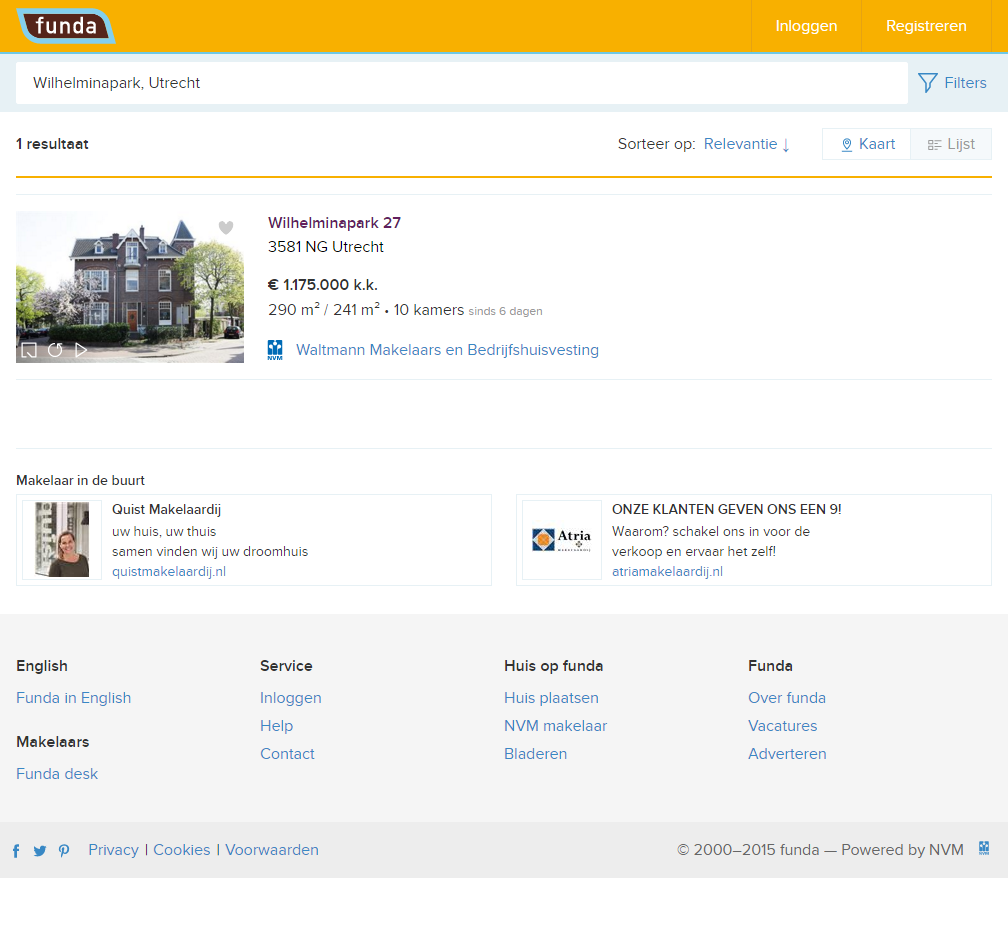 funda
Inloggen
Registreren
Wilhelminapark, Utrecht
Filters
1 resultaat
Sorteer op: Relevantie ↓
Kaart
Lijst
Wilhelminapark 27
3581 NG Utrecht
€ 1.175.000 k.k.
290 m² / 241 m² • 10 kamers sinds 6 dagen
NVM
Waltmann Makelaars en Bedrijfshuisvesting
Makelaar in de buurt
Quist Makelaardij
uw huis, uw thuis
samen vinden wij uw droomhuis
quistmakelaardij.nl
Atria
ONZE KLANTEN GEVEN ONS EEN 9!
Waarom? schakel ons in voor de
verkoop en ervaar het zelf!
atriamakelaardij.nl
English
Funda in English
Makelaars
Funda desk
Service
Inloggen
Help
Contact
Huis op funda
Huis plaatsen
NVM makelaar
Bladeren
Funda
Over funda
Vacatures
Adverteren
Privacy | Cookies | Voorwaarden
© 2000–2015 funda — Powered by NVM